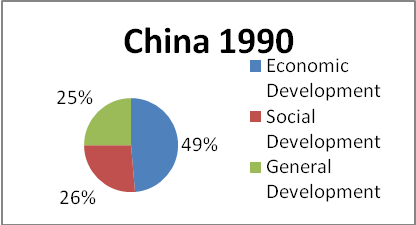 China 1990
Economic
Development
Social
Development
General
Development
25%
49%
26%